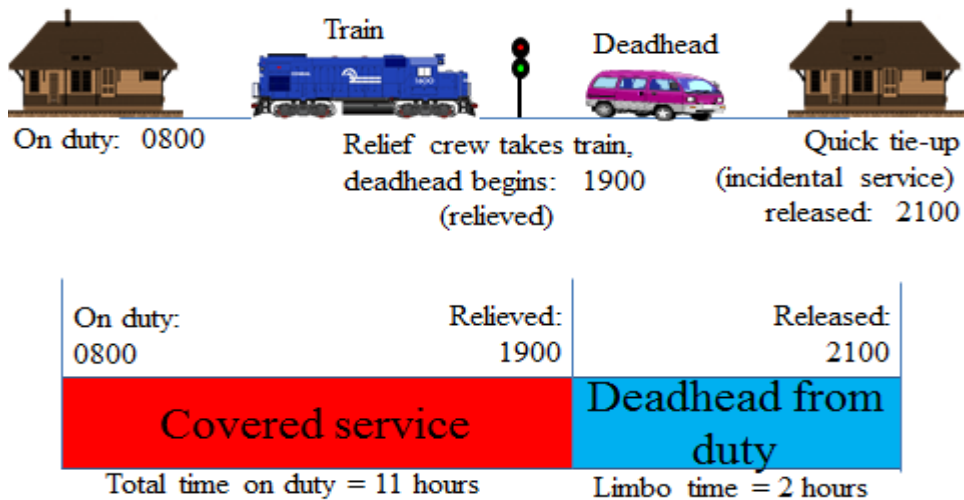 Train
Deadhead
On duty: 0800
Relief crew takes train,
deadhead begins: 1900
(relieved)
Quick tie-up
(incidental service)
released: 2100
On duty:
0800
Relieved:
1900
Released:
2100
Covered service
Deadhead from
duty
Total time on duty = 11 hours
Limbo time = 2 hours